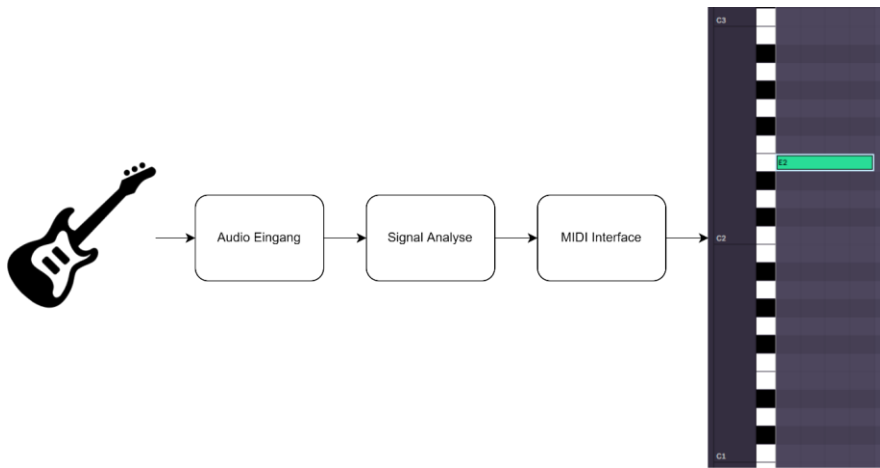 C3
E2
Audio Eingang
Signal Analyse
MIDI Interface
C2
C1